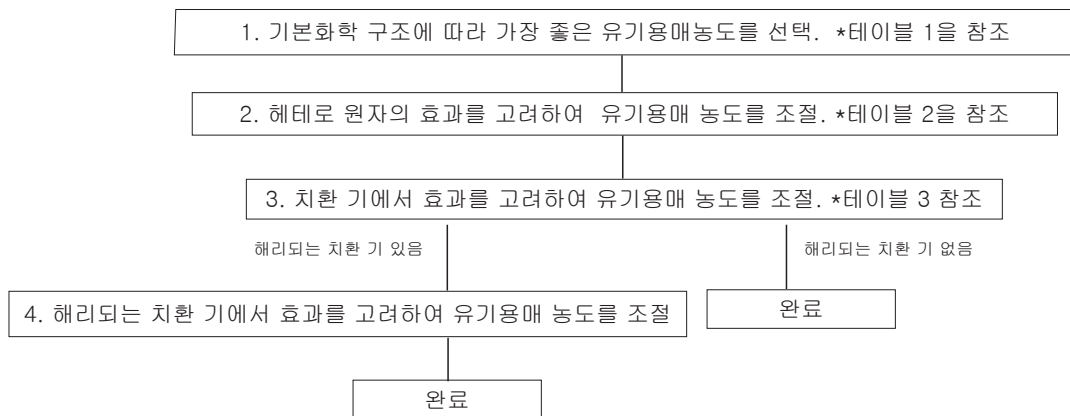 1. 기본화학 구조에 따라 가장 좋은 유기용매농도를 선택. *테이블 1을 참조
2. 헤테로 원자의 효과를 고려하여 유기용매 농도를 조절. *테이블 2을 참조
3. 치환 기에서 효과를 고려하여 유기용매 농도를 조절. *테이블 3 참조
해리되는 치환 기 있음
해리되는 치환 기 없음
4. 해리되는 치환 기에서 효과를 고려하여 유기용매 농도를 조절
완료
완료